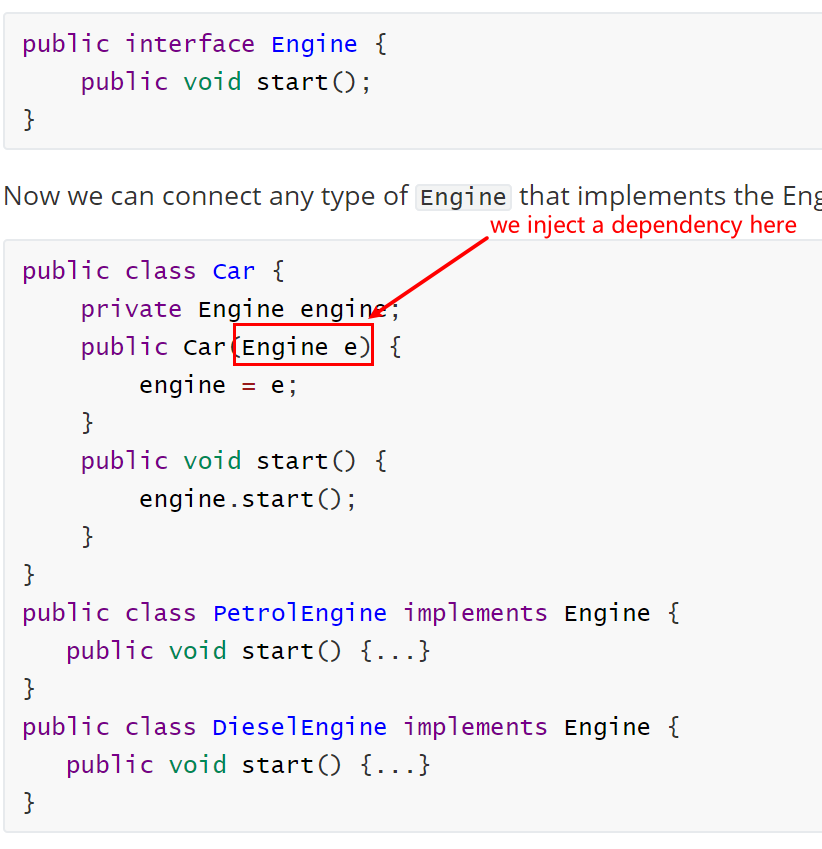 public interface Engine {
    public void start();
}
Now we can connect any type of Engine that implements the Eng
we inject a dependency here
public class Car {
    private Engine engine;
    public Car(Engine e) {
        engine = e;
    }
    public void start() {
        engine.start();
    }
}
public class PetrolEngine implements Engine {
   public void start() {...}
}
public class DieselEngine implements Engine {
   public void start() {...}
}